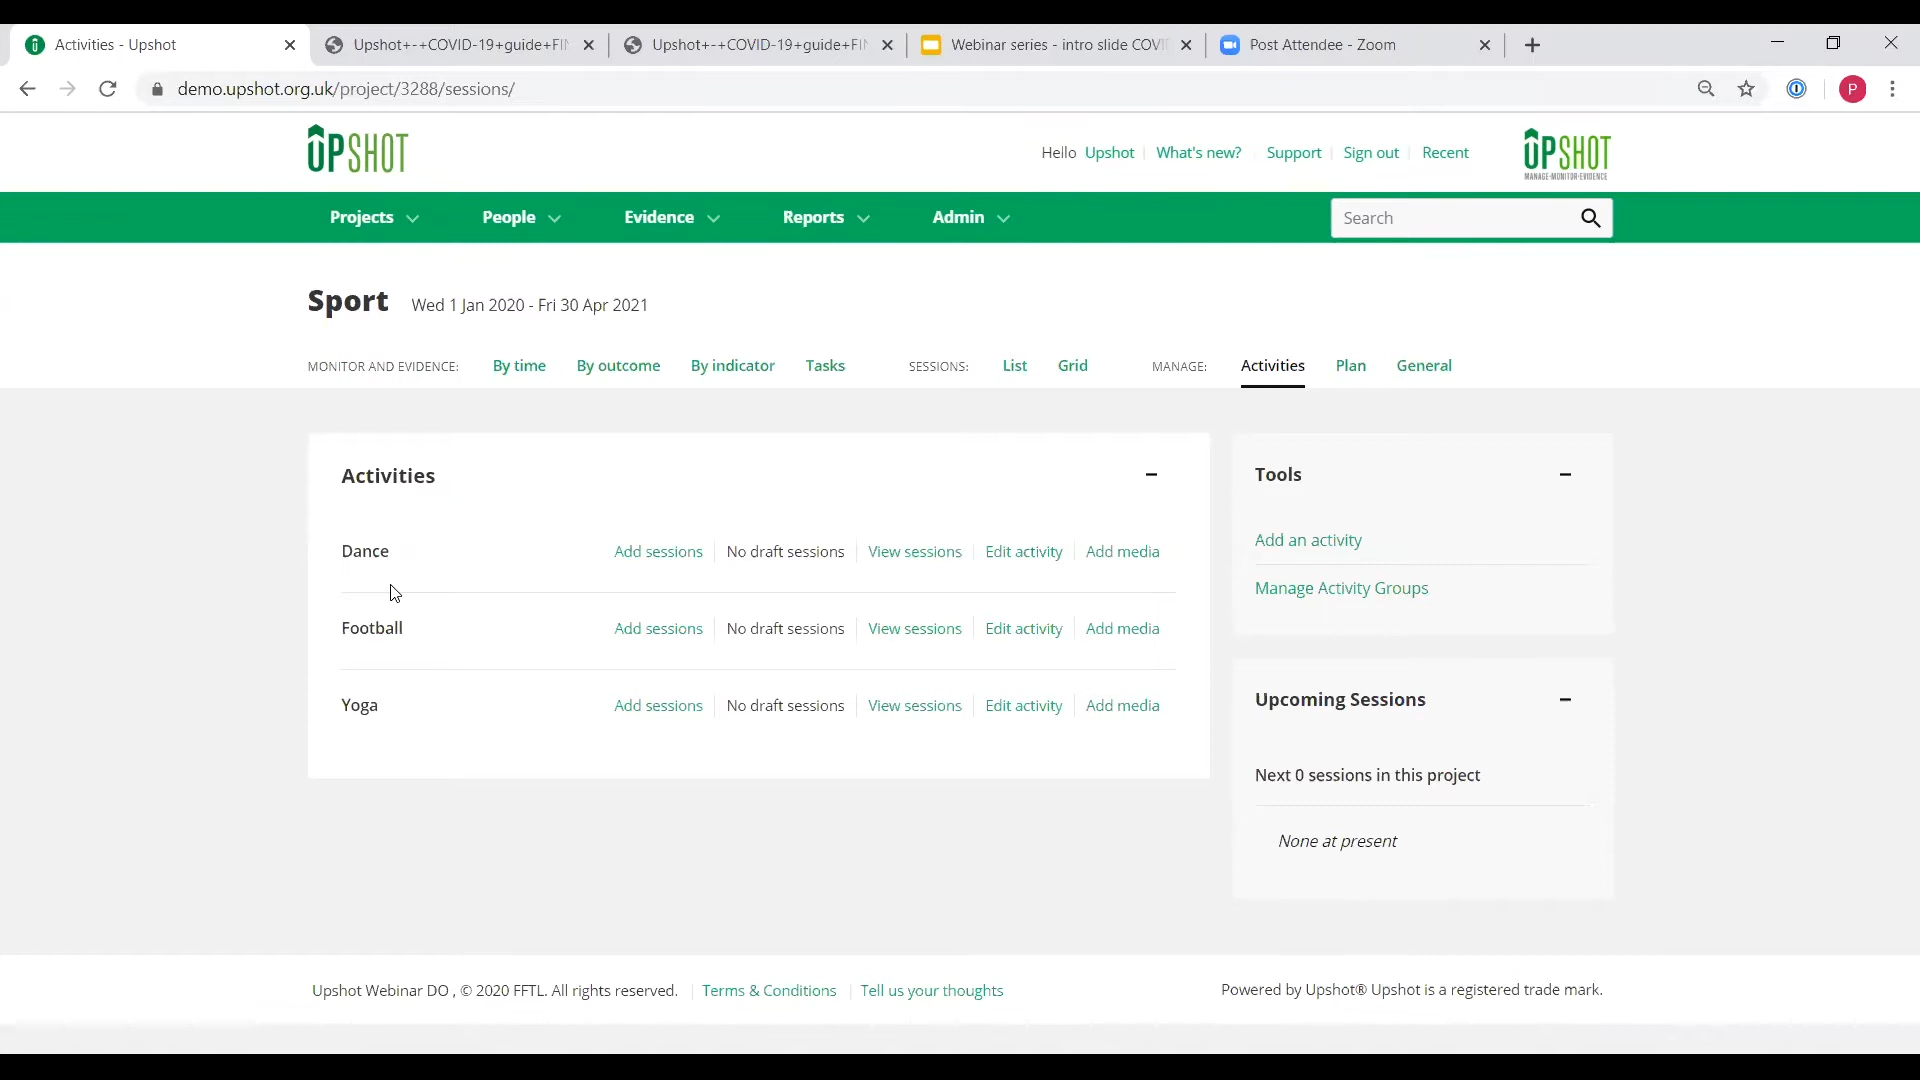 Activities - Upshot
Upshot+-+COVID-19+guide+FIN
Upshot+-+COVID-19+guide+FIN
Webinar series - intro slide COVI
Post Attendee - Zoom
demo.upshot.org.uk/project/3288/sessions/
P
UPSHOT
Hello Upshot
What's new?
Support
Sign out
Recent
UPSHOT
MANAGE-MONITOR-EVIDENCE
Projects
People
Evidence
Reports
Admin
Search
Sport Wed 1 Jan 2020 - Fri 30 Apr 2021
MONITOR AND EVIDENCE: By time By outcome By indicator Tasks SESSIONS: List Grid MANAGE: Activities Plan General
Activities
Dance Add sessions No draft sessions View sessions Edit activity Add media
Football Add sessions No draft sessions View sessions Edit activity Add media
Yoga Add sessions No draft sessions View sessions Edit activity Add media
Tools
Add an activity
Manage Activity Groups
Upcoming Sessions
Next 0 sessions in this project
None at present
Upshot Webinar DO , © 2020 FFTL. All rights reserved. Terms & Conditions Tell us your thoughts
Powered by Upshot® Upshot is a registered trade mark.